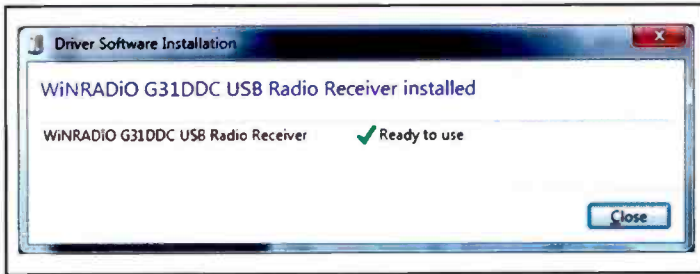 Driver Software Installation
WiNRADiO G31DDC USB Radio Receiver installed
WiNRADiO G31DDC USB Radio Receiver Ready to use
Close